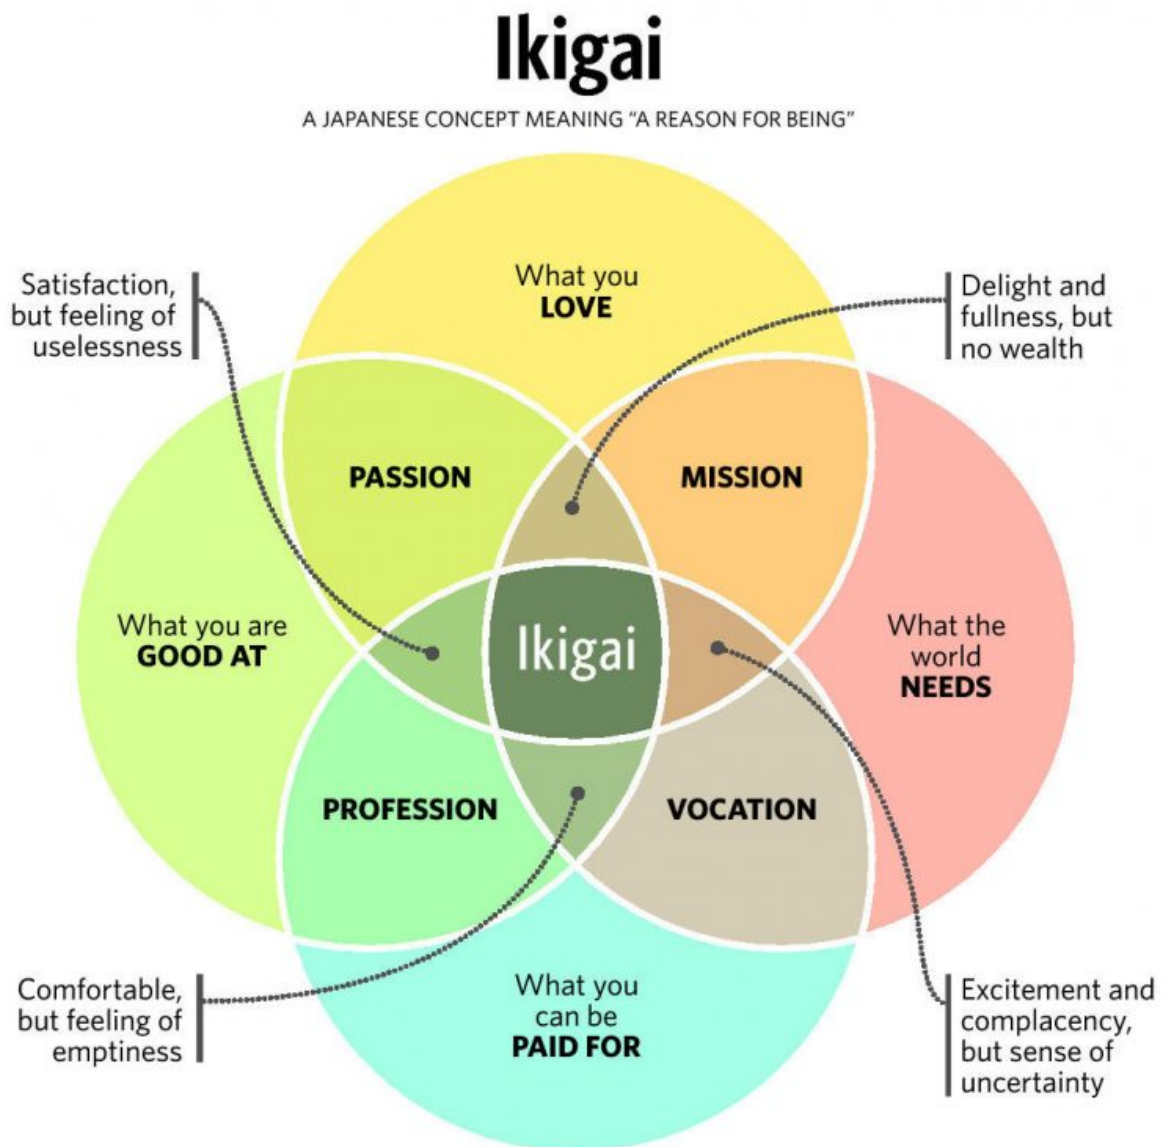 Ikigai
A JAPANESE CONCEPT MEANING “A REASON FOR BEING”
What you
LOVE
Satisfaction,
but feeling of
uselessness
Delight and
fullness, but
no wealth
PASSION
MISSION
What you are
GOOD AT
Ikigai
What the
world
NEEDS
PROFESSION
VOCATION
What you
can be
PAID FOR
Comfortable,
but feeling of
emptiness
Excitement and
complacency,
but sense of
uncertainty